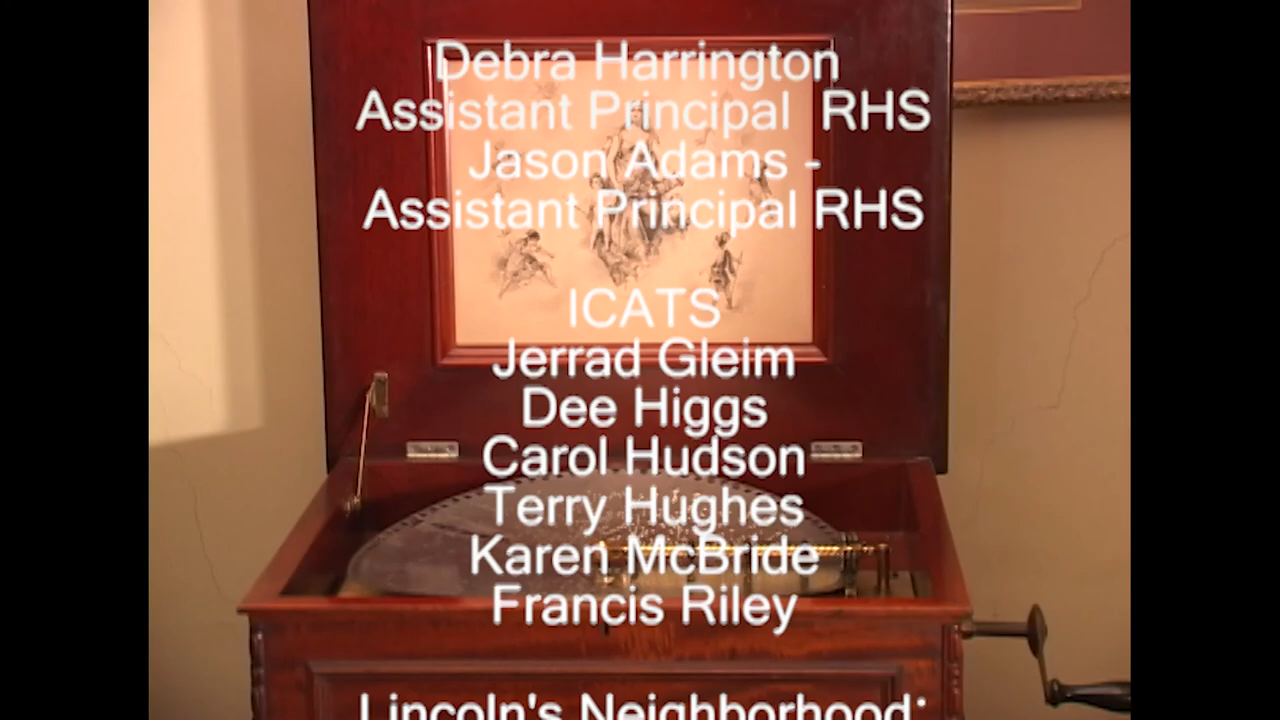 Debra Harrington
Assistant Principal RHS
Jason Adams -
Assistant Principal RHS
ICATS
Jerrad Gleim
Dee Higgs
Carol Hudson
Terry Hughes
Karen McBride
Francis Riley
Lincoln's Neighborhood: